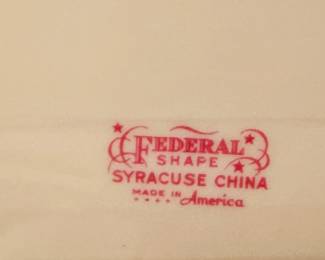 FEDERAL
SHAPE
SYRACUSE CHINA
MADE IN America